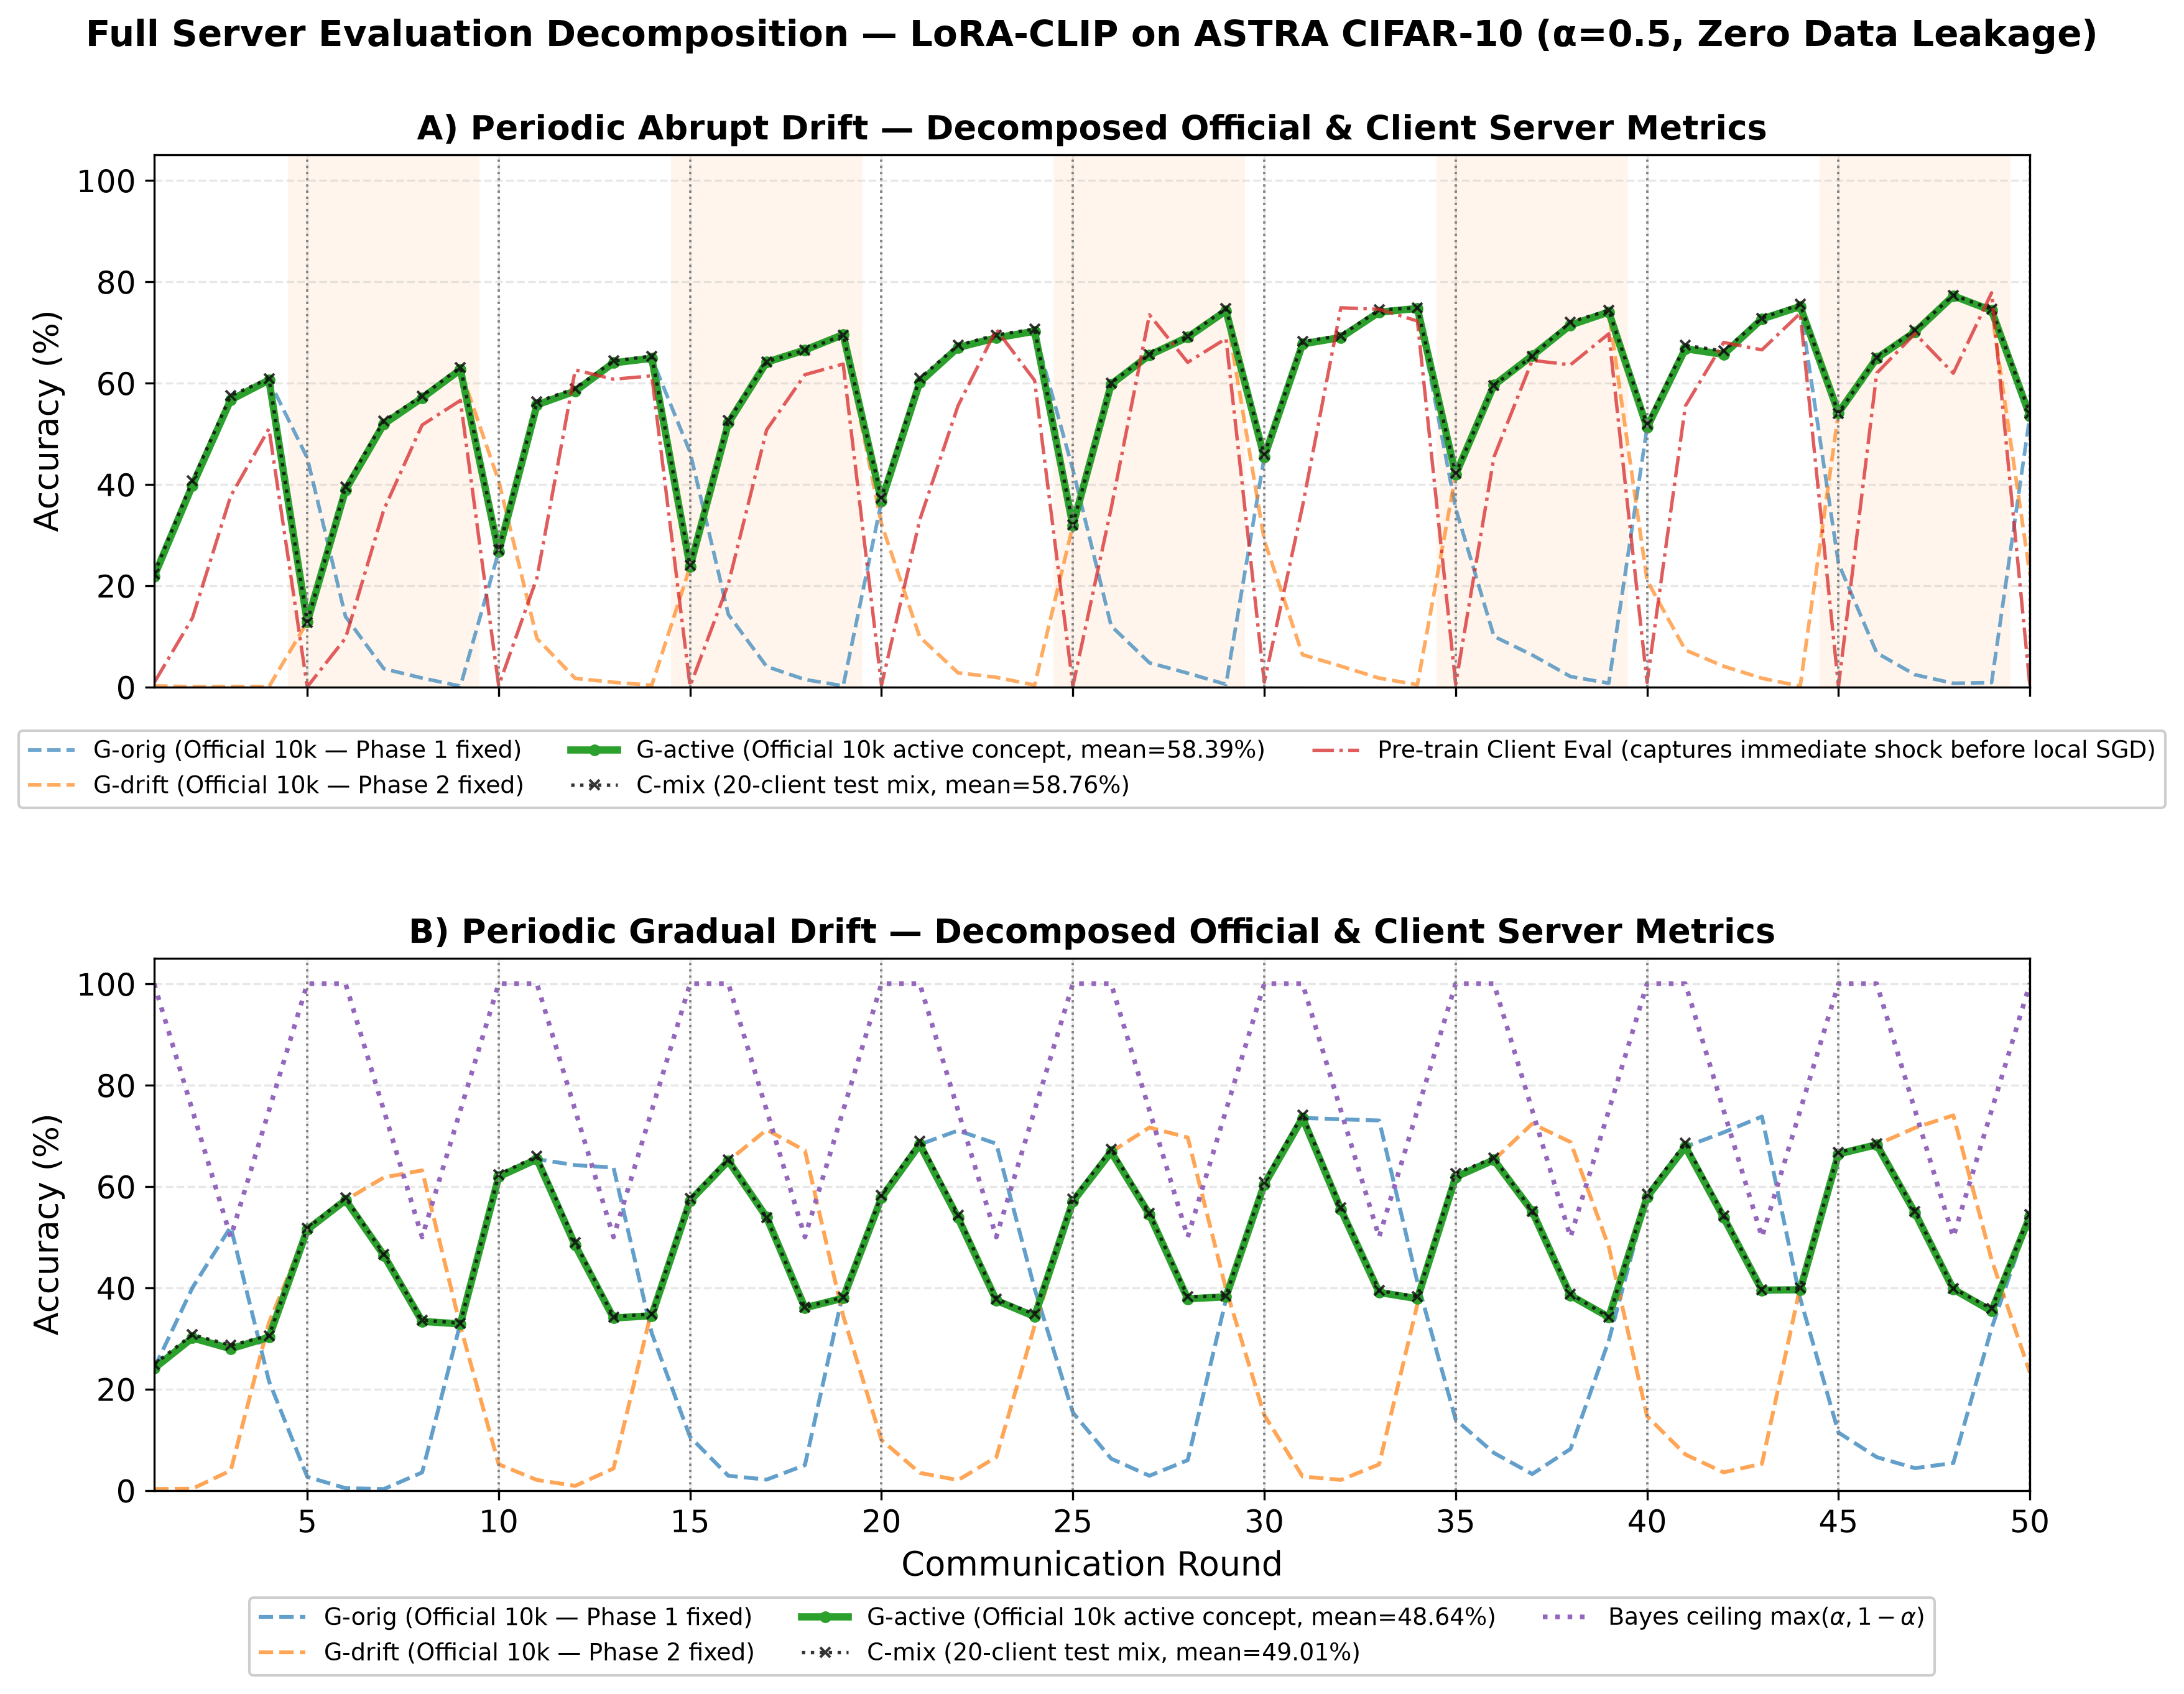 Full Server Evaluation Decomposition — LoRA-CLIP on ASTRA CIFAR-10 (α=0.5, Zero Data Leakage)
A) Periodic Abrupt Drift — Decomposed Official & Client Server Metrics
Accuracy (%)
100
80
60
40
20
0
G-orig (Official 10k — Phase 1 fixed)
G-drift (Official 10k — Phase 2 fixed)
G-active (Official 10k active concept, mean=58.39%)
C-mix (20-client test mix, mean=58.76%)
Pre-train Client Eval (captures immediate shock before local SGD)
B) Periodic Gradual Drift — Decomposed Official & Client Server Metrics
Accuracy (%)
100
80
60
40
20
0
5 10 15 20 25 30 35 40 45 50
Communication Round
G-orig (Official 10k — Phase 1 fixed)
G-drift (Official 10k — Phase 2 fixed)
G-active (Official 10k active concept, mean=48.64%)
C-mix (20-client test mix, mean=49.01%)
Bayes ceiling max(α, 1 − α)